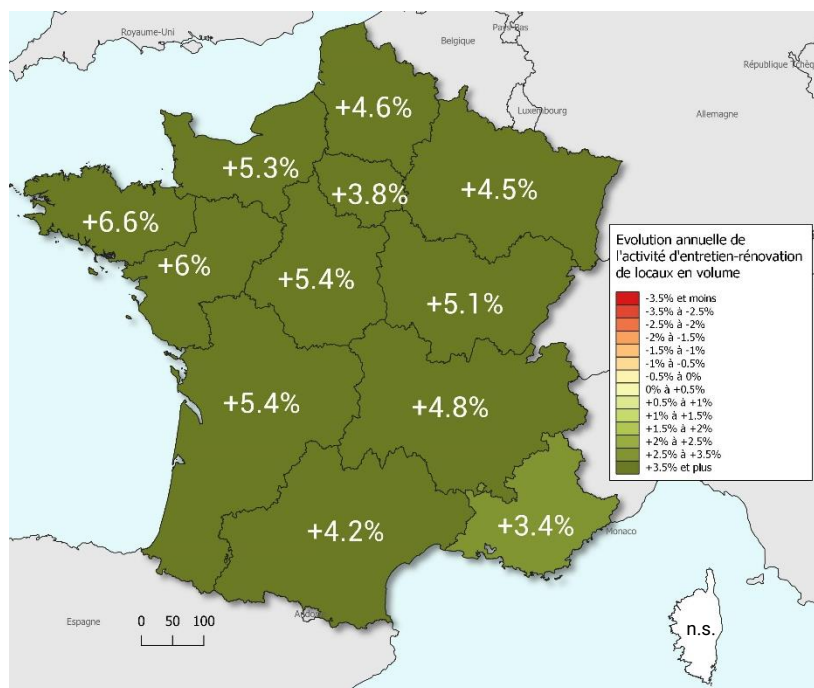 Royaume-Uni
Belgique
Pays-Bas
République Tchèq
Luxembourg
Allemagne
+4.6%
+5.3%
+3.8%
+4.5%
+6.6%
+6%
+5.4%
+5.1%
+5.4%
+4.8%
+4.2%
+3.4%
Monaco
Espagne
0 50 100
n.s.
Evolution annuelle de
l'activité d'entretien-rénovation
de locaux en volume
-3.5% et moins
-3.5% à -2.5%
-2.5% à -2%
-2% à -1.5%
-1.5% à -1%
-1% à -0.5%
-0.5% à 0%
0% à +0.5%
+0.5% à +1%
+1% à +1.5%
+1.5% à +2%
+2% à +2.5%
+2.5% à +3.5%
+3.5% et plus